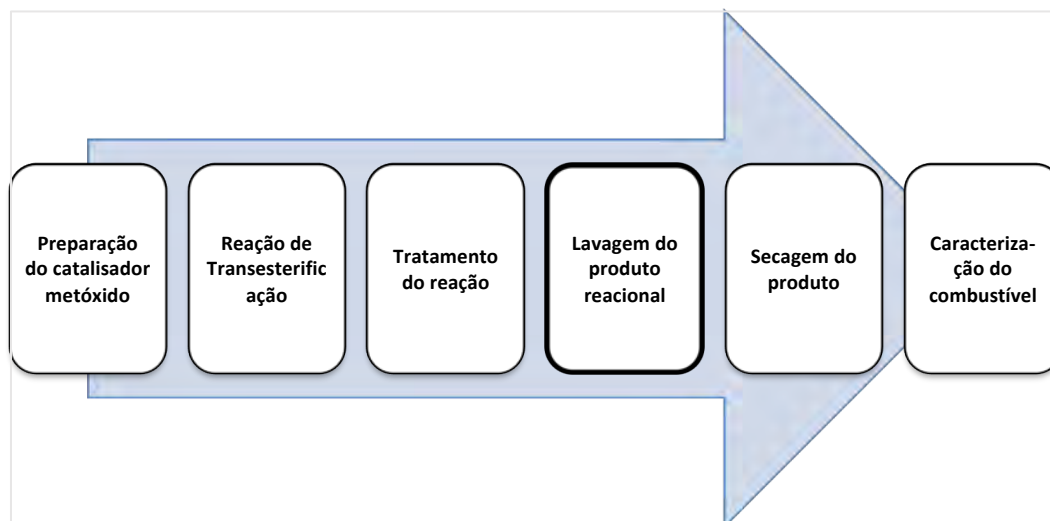 Preparação
do catalisador
metóxido
Reação de
Transesterific
ação
Tratamento
do reação
Lavagem do
produto
reacional
Secagem do
produto
Caracteriza-
ção do
combustível